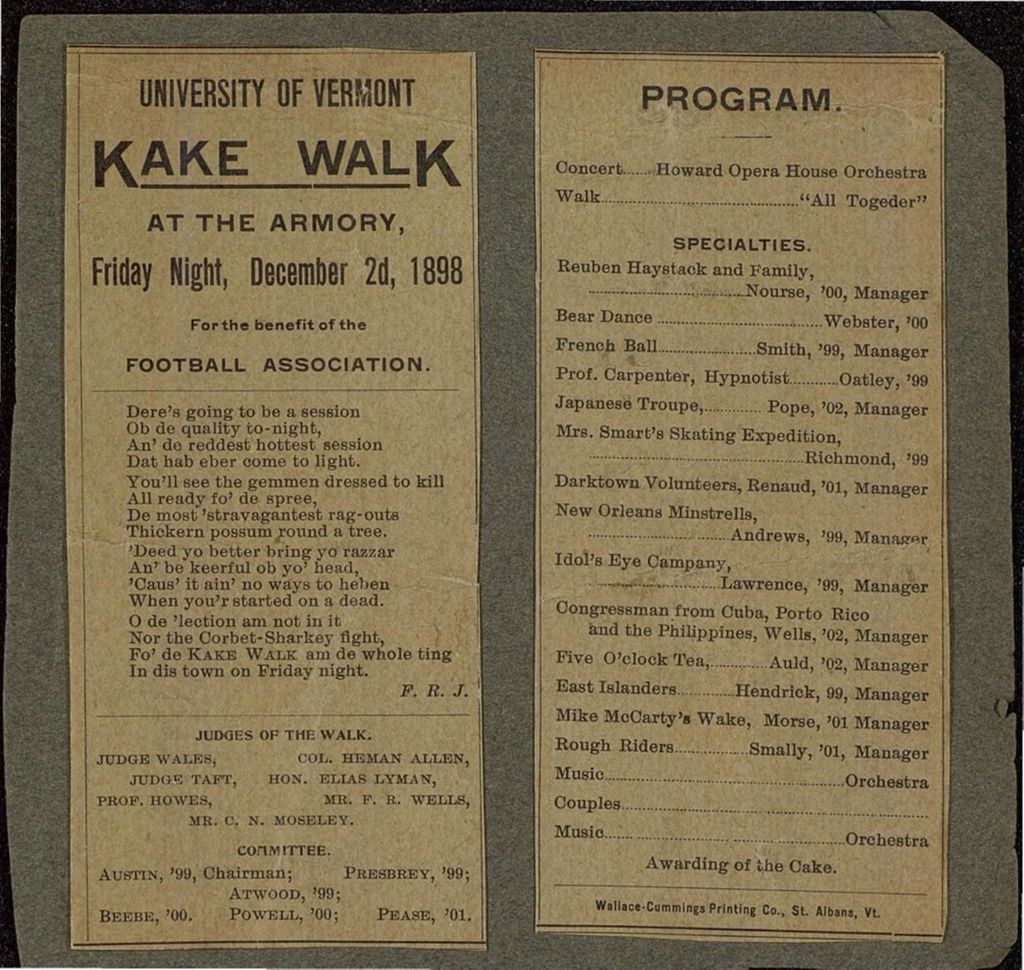 UNIVERSITY OF VERMONT
KAKE WALK
AT THE ARMORY,
Friday Night, December 2d, 1898
For the benefit of the
FOOTBALL ASSOCIATION.
Dere's going to be a session
Ob de quality to-night,
An' de reddest hottest session
Dat hab eber come to light.
You'll see the gemmen dressed to kill
All ready fo' de spree,
De most 'stravagantest rag-outs
Thickern possum round a tree.
'Deed yo better bring yo razzar
An' be keerful ob yo' head,
'Caus' it ain' no ways to heben
When you'r started on a dead.
O de 'lection am not in it
Nor the Corbet-Sharkey fight,
Fo' de KAKE WALK am de whole ting
In dis town on Friday night.
F. R. J.
JUDGES OF THE WALK.
JUDGE WALES, COL. HEMAN ALLEN,
JUDGE TAFT, HON. ELIAS LYMAN,
PROF. HOWES, MR. F. R. WELLS,
MR. C. N. MOSELEY.
COMMITTEE.
AUSTIN, '99, Chairman; PRESBREY, '99;
ATWOOD, '99;
BEEBE, '00. POWELL, '00; PEASE, '01.
PROGRAM.
Concert.......Howard Opera House Orchestra
Walk..........................................."All Togeder"
SPECIALTIES.
Reuben Haystack and Family,
..................................Nourse, '00, Manager
Bear Dance ....................................Webster, '00
French Ball......................Smith, '99, Manager
Prof. Carpenter, Hypnotist............Oatley, '99
Japanese Troupe,............. Pope, '02, Manager
Mrs. Smart's Skating Expedition,
..............................................Richmond, '99
Darktown Volunteers, Renaud, '01, Manager
New Orleans Minstrells,
..............................Andrews, '99, Manager
Idol's Eye Campany,
............................Lawrence, '99, Manager
Congressman from Cuba, Porto Rico
and the Philippines, Wells, '02, Manager
Five O'clock Tea,.............Auld, '02, Manager
East Islanders.............Hendrick, 99, Manager
Mike McCarty's Wake, Morse, '01 Manager
Rough Riders................Smally, '01, Manager
Music....................................................Orchestra
Couples....................................................................
Music....................................................Orchestra
Awarding of the Cake.
Wallace-Cummings Printing Co., St. Albans, Vt.